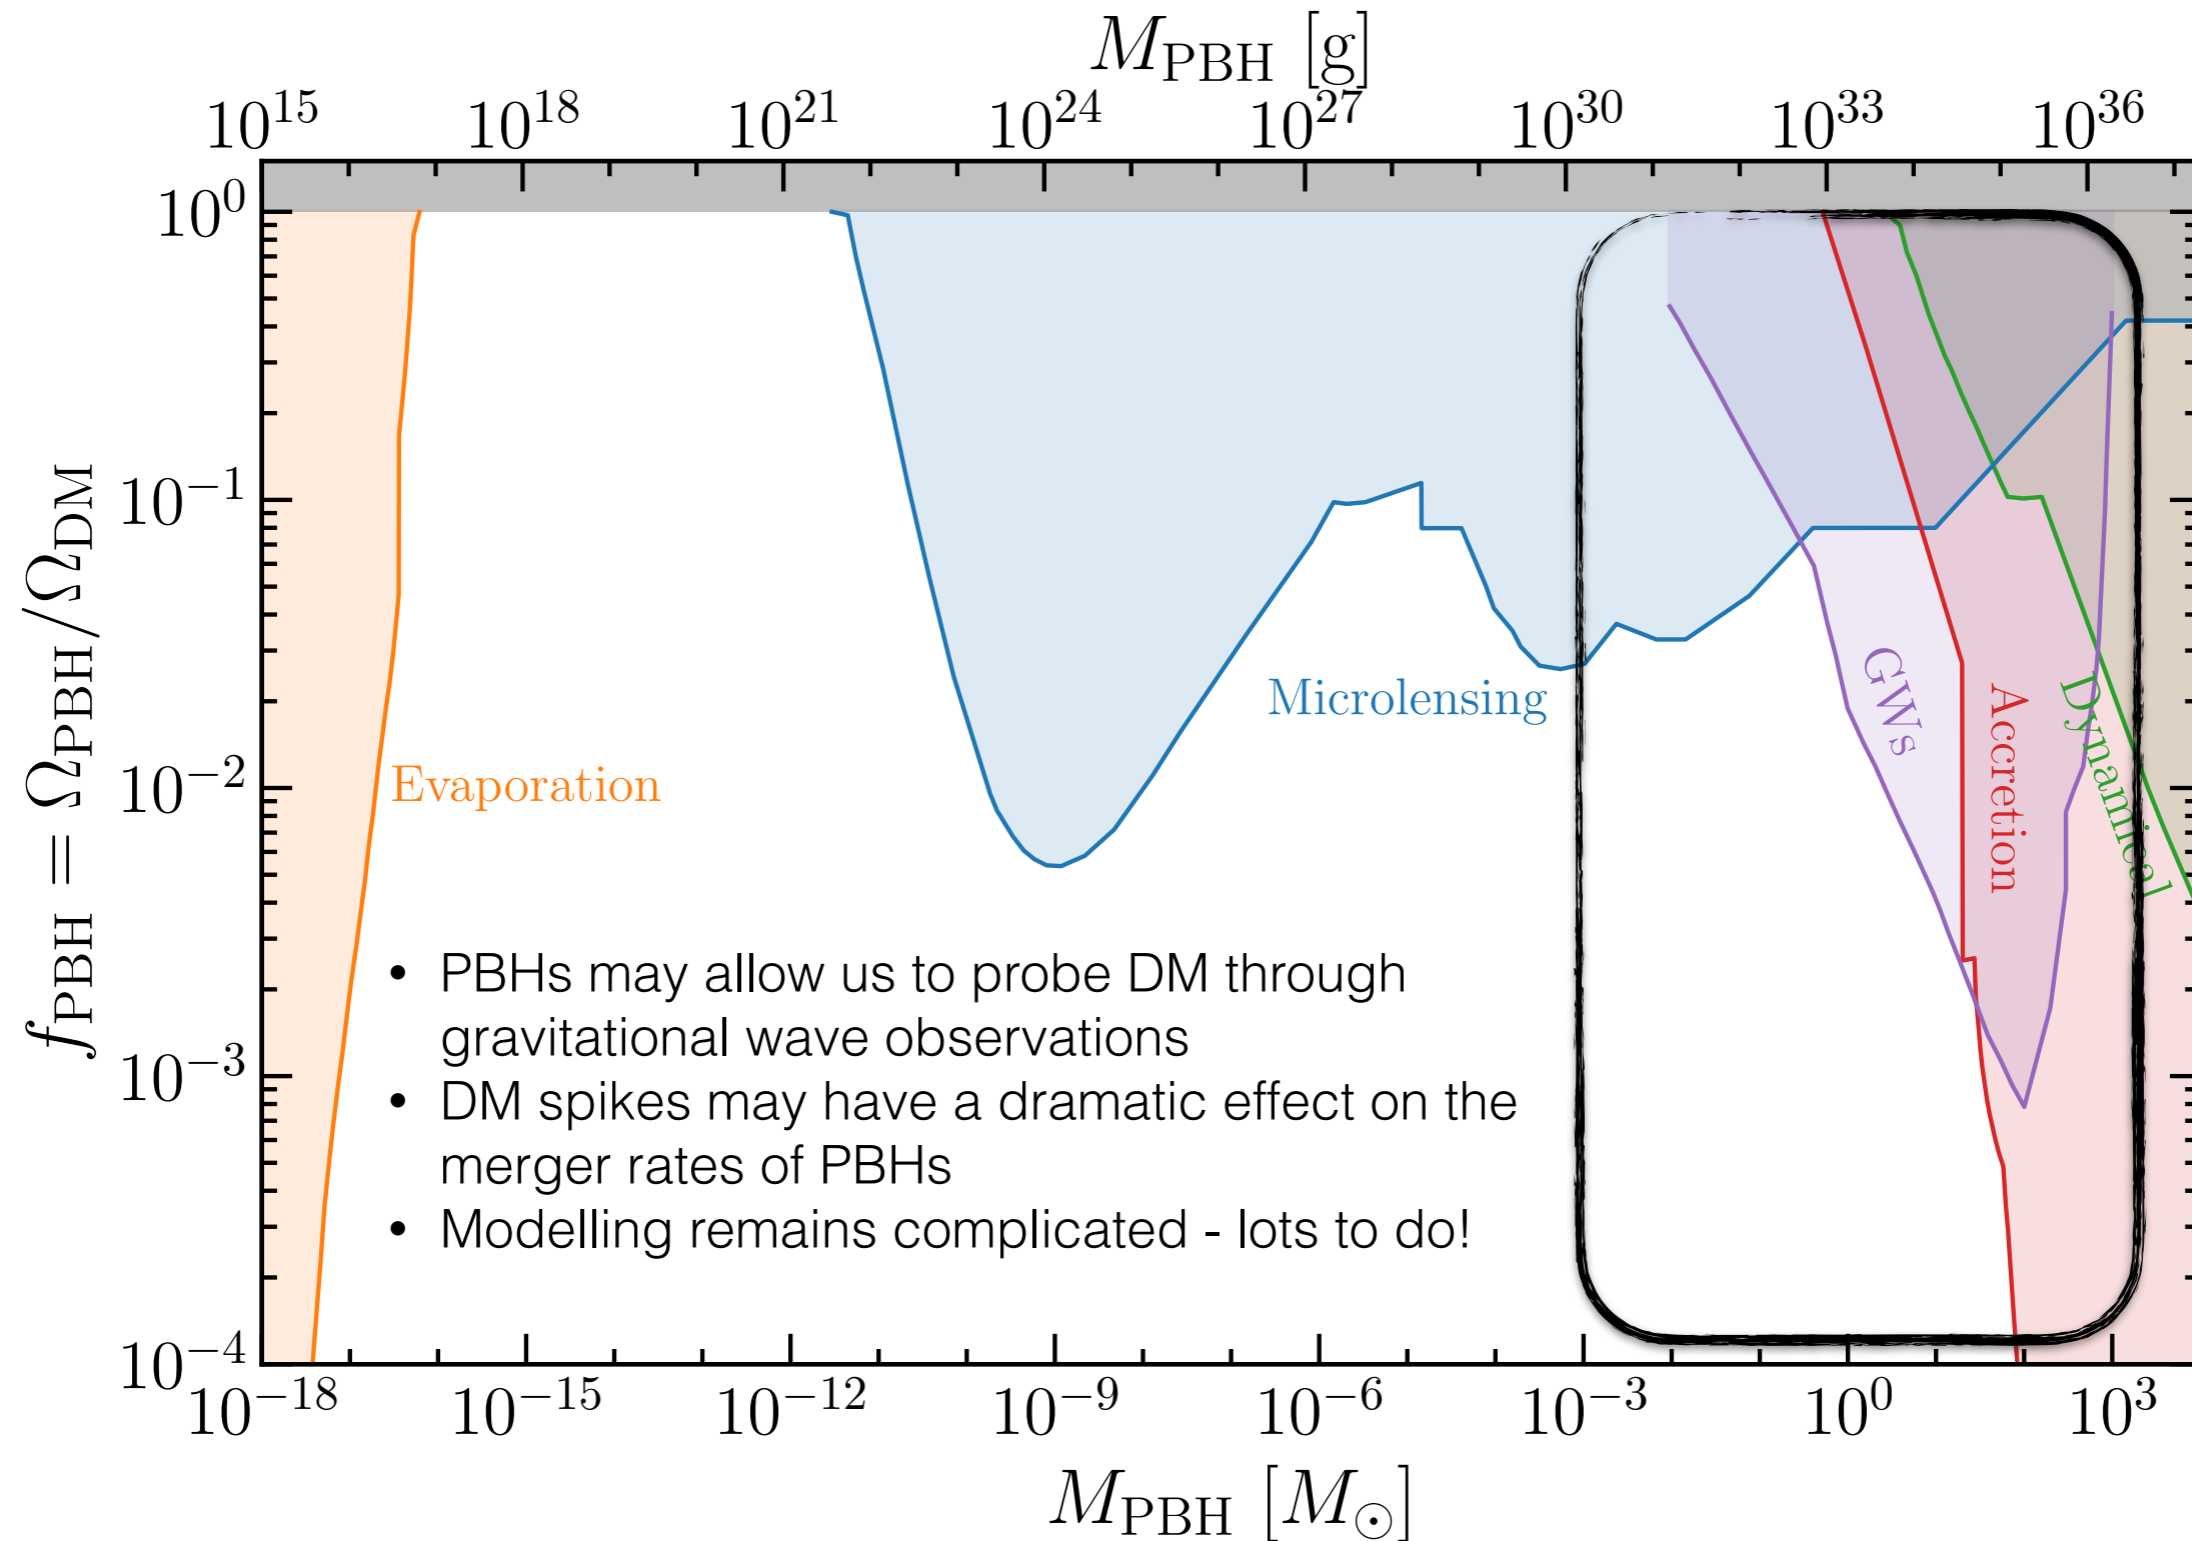 M_PBH [g]
10^15 10^18 10^21 10^24 10^27 10^30 10^33 10^36
10^0
10^−1
10^−2
10^−3
10^−4
f_PBH = Ω_PBH/Ω_DM
Evaporation
Microlensing
GWs
Accretion
Dynamical
• PBHs may allow us to probe DM through
gravitational wave observations
• DM spikes may have a dramatic effect on the
merger rates of PBHs
• Modelling remains complicated - lots to do!
10^−18 10^−15 10^−12 10^−9 10^−6 10^−3 10^0 10^3
M_PBH [M_⊙]